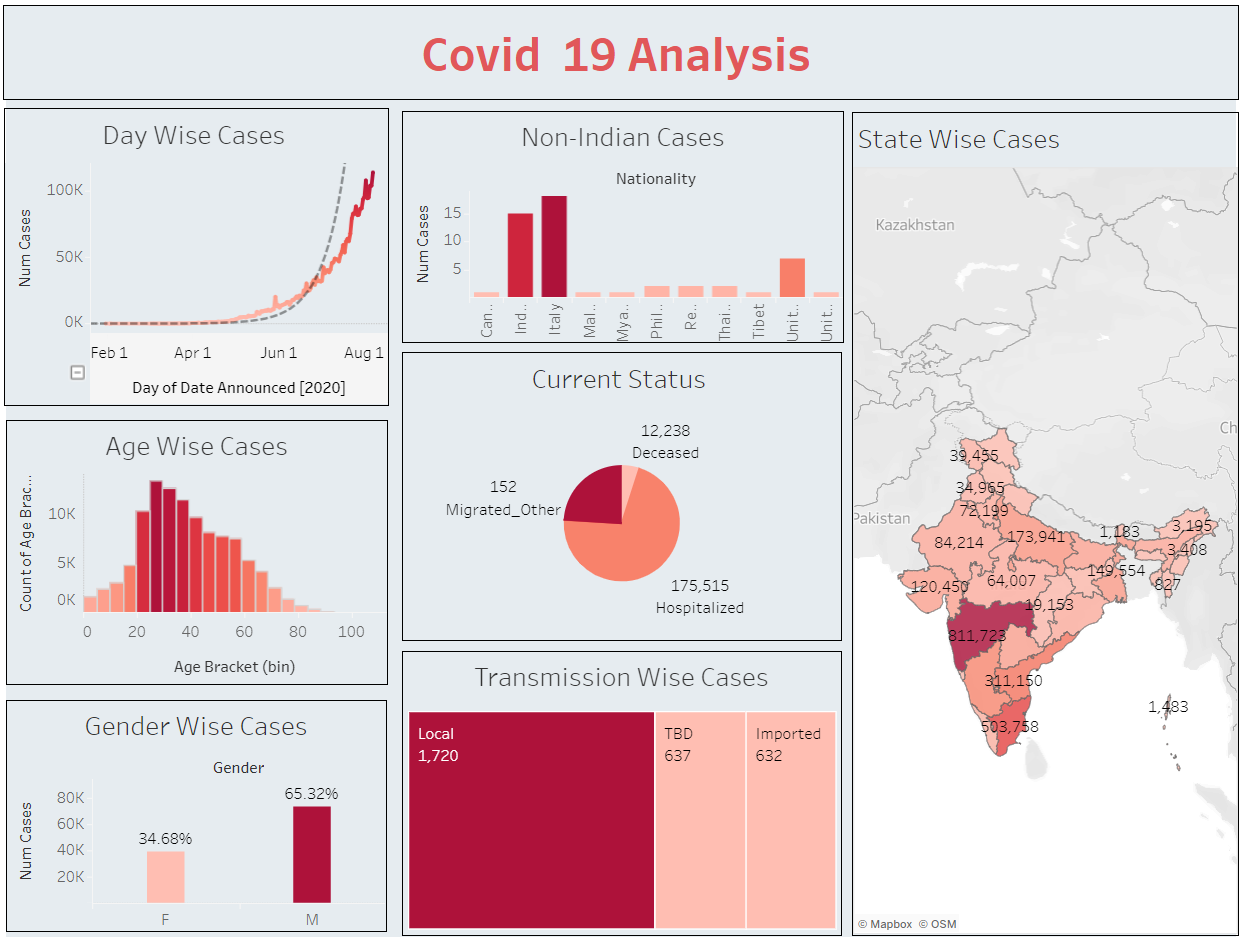 Covid 19 Analysis
Day Wise Cases
Num Cases
100K
50K
0K
Feb 1
Apr 1
Jun 1
Aug 1
Day of Date Announced [2020]
Age Wise Cases
Count of Age Brac...
10K
5K
0K
0
20
40
60
80
100
Age Bracket (bin)
Gender Wise Cases
Gender
Num Cases
80K
60K
40K
20K
34.68%
65.32%
F
M
Non-Indian Cases
Nationality
Num Cases
15
10
5
Can..
Ind..
Italy
Mal..
Mya..
Phil..
Re..
Thai..
Tibet
Unit..
Unit..
Current Status
12,238
Deceased
152
Migrated_Other
175,515
Hospitalized
Transmission Wise Cases
Local
1,720
TBD
637
Imported
632
State Wise Cases
Kazakhstan
Ch
Pakistan
39,455
34,965
72,199
84,214
173,941
1,183
3,195
3,408
149,554
827
120,450
64,007
19,153
811,723
311,150
503,758
1,483
© Mapbox © OSM